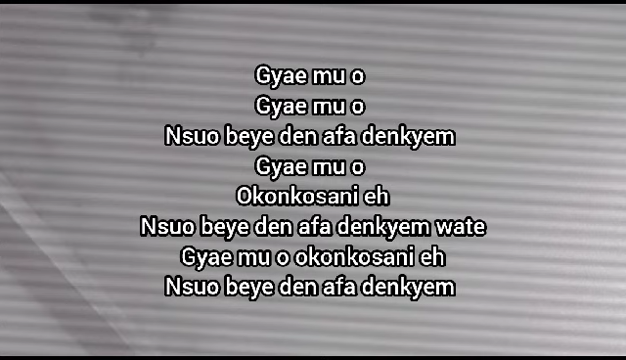 Gyae mu o
Gyae mu o
Nsuo beye den afa denkyem
Gyae mu o
Okonkosani eh
Nsuo beye den afa denkyem wate
Gyae mu o okonkosani eh
Nsuo beye den afa denkyem